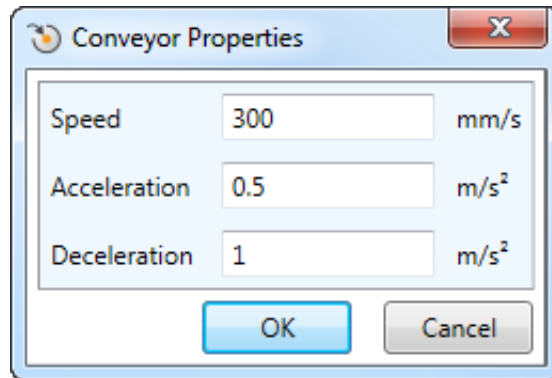 Conveyor Properties
Speed 300 mm/s
Acceleration 0.5 m/s²
Deceleration 1 m/s²
OK Cancel